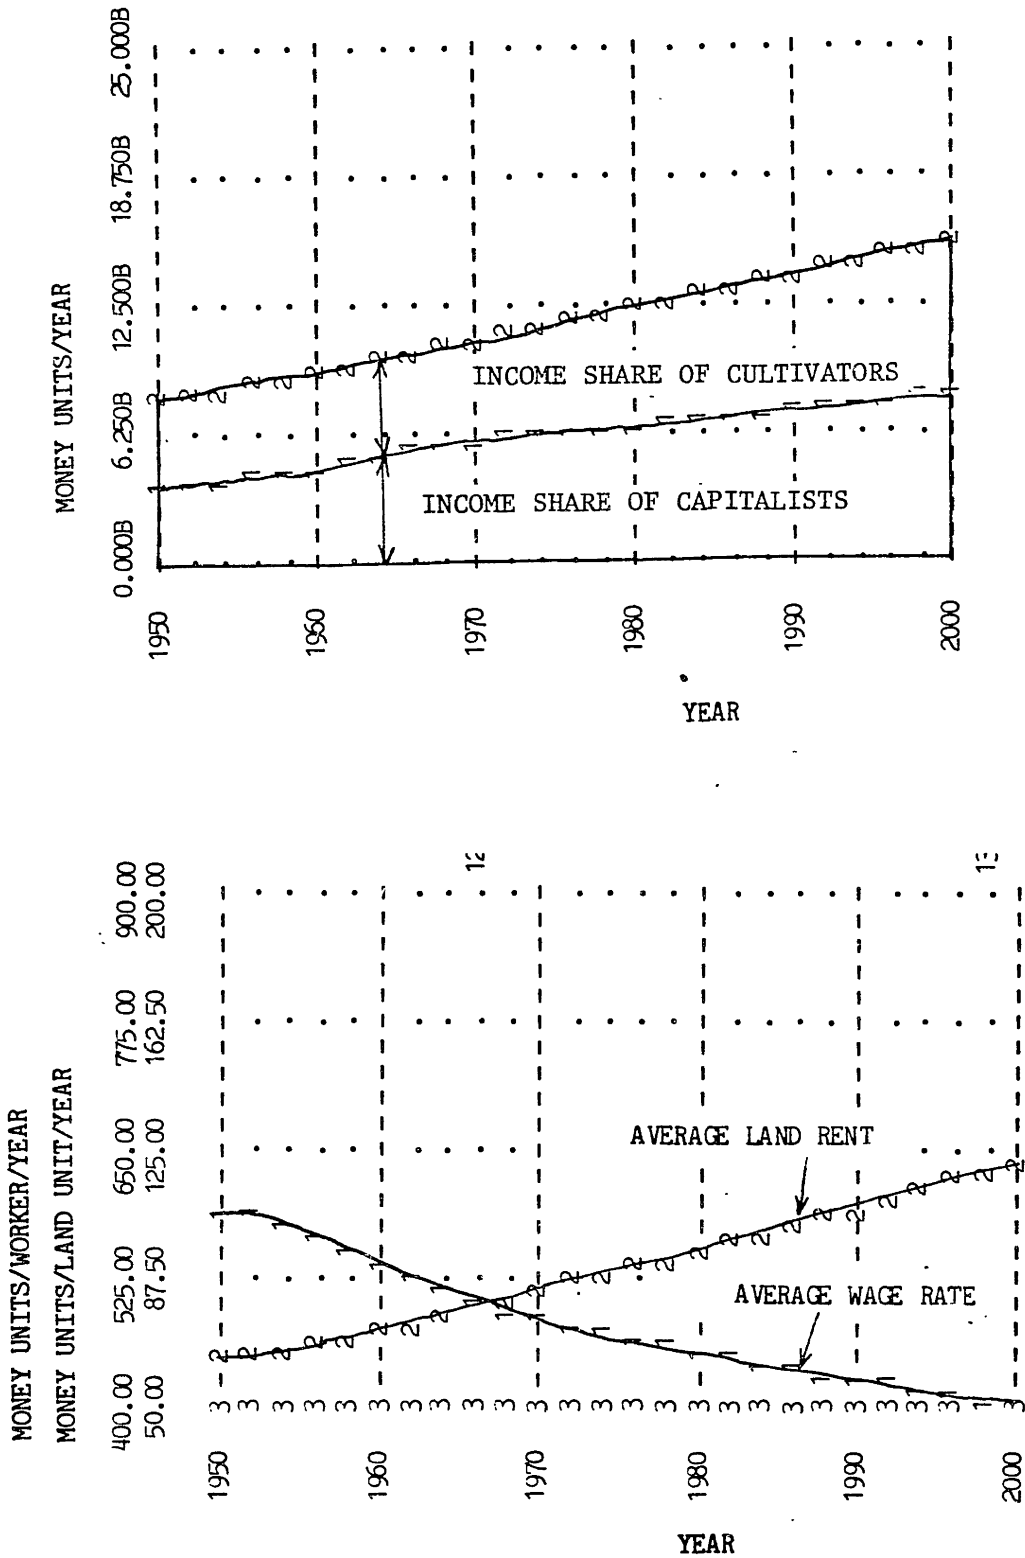 MONEY UNITS/YEAR
0.000B 6.250B 12.500B 18.750B 25.000B
1950
1960
1970
1980
1990
2000
YEAR
INCOME SHARE OF CULTIVATORS
INCOME SHARE OF CAPITALISTS
MONEY UNITS/WORKER/YEAR
MONEY UNITS/LAND UNIT/YEAR
400.00 525.00 650.00 775.00 900.00
50.00 87.50 125.00 162.50 200.00
1950
1960
1970
1980
1990
2000
YEAR
12
AVERAGE LAND RENT
AVERAGE WAGE RATE